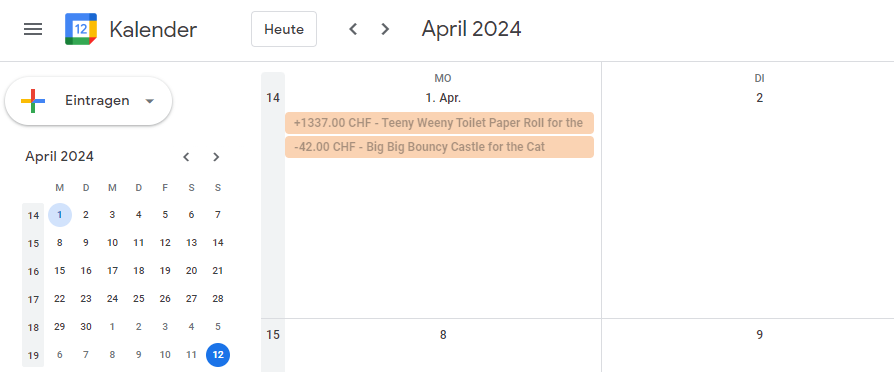 12 Kalender Heute April 2024
Eintragen
April 2024
M D M D F S S
14 1 2 3 4 5 6 7
15 8 9 10 11 12 13 14
16 15 16 17 18 19 20 21
17 22 23 24 25 26 27 28
18 29 30 1 2 3 4 5
19 6 7 8 9 10 11 12
MO DI
14 1. Apr. 2
+1337.00 CHF - Teeny Weeny Toilet Paper Roll for the
-42.00 CHF - Big Big Bouncy Castle for the Cat
15 8 9